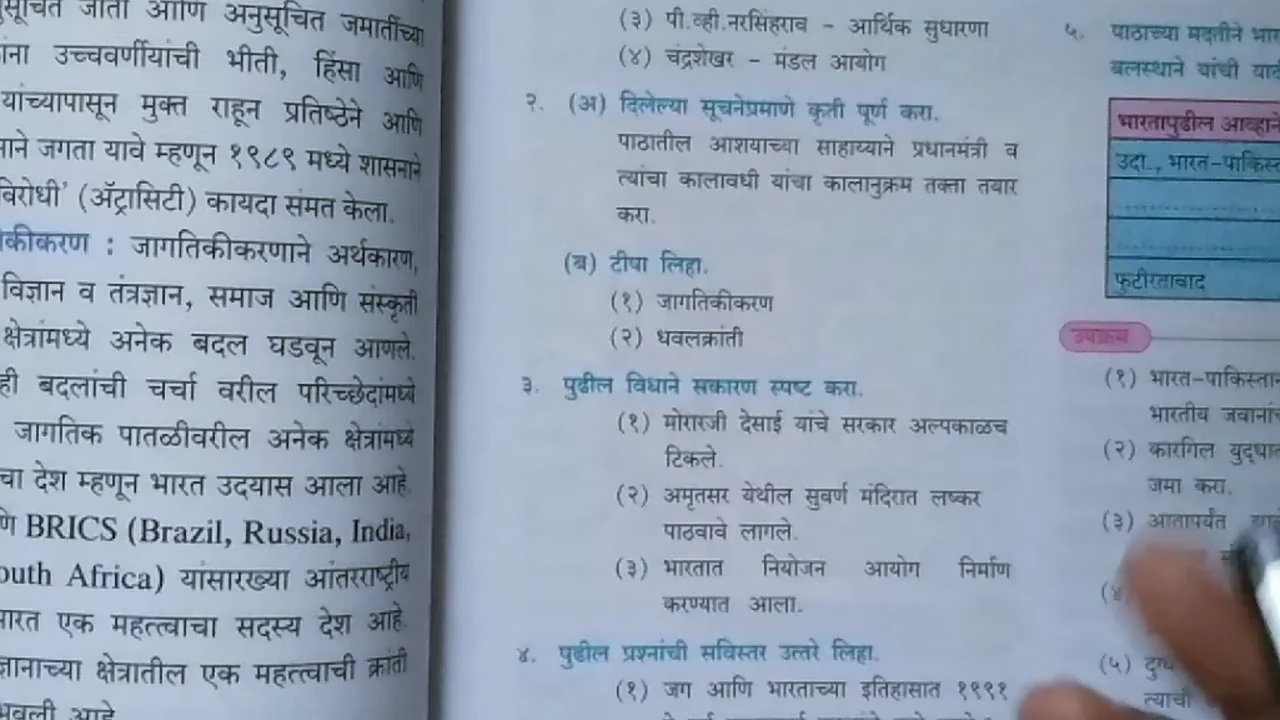 अनुसूचित जमातींच्या
उच्चवर्णीयांची भीती, हिंसा आणि
यांच्यापासून मुक्त राहून प्रतिष्ठेने आणि
जगता यावे म्हणून १९८९ मध्ये शासनाने
(ॲट्रासिटी) कायदा संमत केला.
: जागतिकीकरणाने अर्थकारण,
विज्ञान व तंत्रज्ञान, समाज आणि संस्कृती
क्षेत्रांमध्ये अनेक बदल घडवून आणले.
ही बदलांची चर्चा वरील परिच्छेदांमध्ये
जागतिक पातळीवरील अनेक क्षेत्रांमध्ये
देश म्हणून भारत उदयास आला आहे.
BRICS (Brazil, Russia, India,
Africa) यांसारख्या आंतरराष्ट्रीय
एक महत्त्वाचा सदस्य देश आहे.
क्षेत्रातील एक महत्त्वाची क्रांती
आहे.
(३) पी.व्ही.नरसिंहराव - आर्थिक सुधारणा
(४) चंद्रशेखर - मंडल आयोग
२. (अ) दिलेल्या सूचनेप्रमाणे कृती पूर्ण करा.
पाठातील आशयाच्या साहाय्याने प्रधानमंत्री व
त्यांचा कालावधी यांचा कालानुक्रम तक्ता तयार
करा.
(ब) टीपा लिहा.
(१) जागतिकीकरण
(२) धवलक्रांती
३. पुढील विधाने सकारण स्पष्ट करा.
(१) मोरारजी देसाई यांचे सरकार अल्पकाळच
टिकले.
(२) अमृतसर येथील सुवर्ण मंदिरात लष्कर
पाठवावे लागले.
(३) भारतात नियोजन आयोग निर्माण
करण्यात आला.
४. पुढील प्रश्नांची सविस्तर उत्तरे लिहा.
(१) जग आणि भारताच्या इतिहासात १९९१
५. पाठाच्या मदतीने
बलस्थाने यांची
भारतापुढील आव्हाने
उदा., भारत-पाकिस्त
फुटीरतावाद
उपक्रम
(१) भारत-पाकिस्तान
भारतीय
(२) कारगिल
जमा करा.
(३) आतापर्यंत
(५)
त्याची